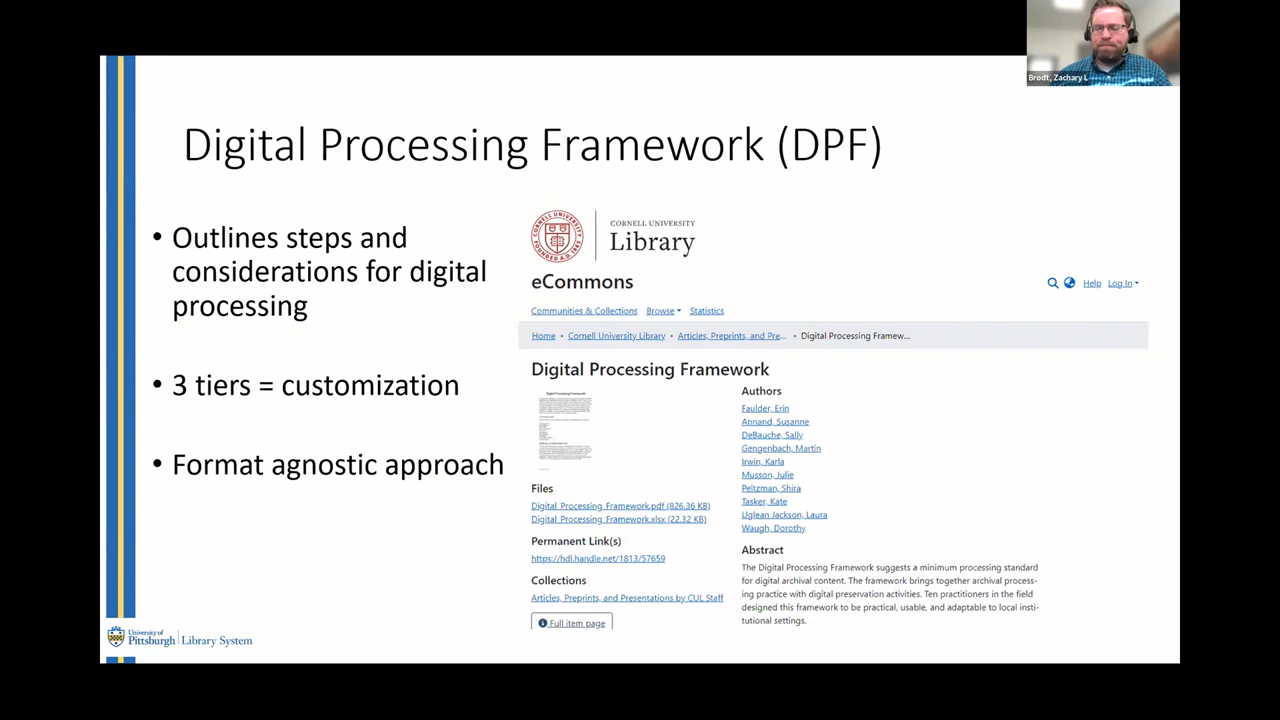 Brodt, Zachary L
Digital Processing Framework (DPF)
• Outlines steps and
considerations for digital
processing
• 3 tiers = customization
• Format agnostic approach
CORNELL UNIVERSITY
Library
eCommons
Help Log In
Communities & Collections Browse Statistics
Home • Cornell University Library • Articles, Preprints, and Pre... • Digital Processing Framew...
Digital Processing Framework
Files
Digital_Processing_Framework.pdf (826.36 KB)
Digital_Processing_Framework.xlsx (22.32 KB)
Permanent Link(s)
https://hdl.handle.net/1813/57659
Collections
Articles, Preprints, and Presentations by CUL Staff
Full item page
Authors
Faulder, Erin
Annand, Susanne
DeBauche, Sally
Gengenbach, Martin
Irwin, Karla
Musson, Julie
Peltzman, Shira
Tasker, Kate
Uglean Jackson, Laura
Waugh, Dorothy
Abstract
The Digital Processing Framework suggests a minimum processing standard
for digital archival content. The framework brings together archival process-
ing practice with digital preservation activities. Ten practitioners in the field
designed this framework to be practical, usable, and adaptable to local insti-
tutional settings.
University of
Pittsburgh | Library System